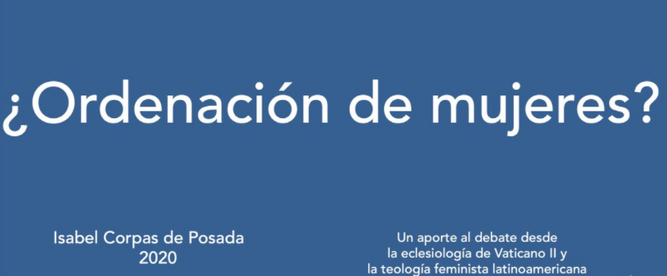 ¿Ordenación de mujeres?
Isabel Corpas de Posada
2020
Un aporte al debate desde
la eclesiología de Vaticano II y
la teología feminista latinoamericana